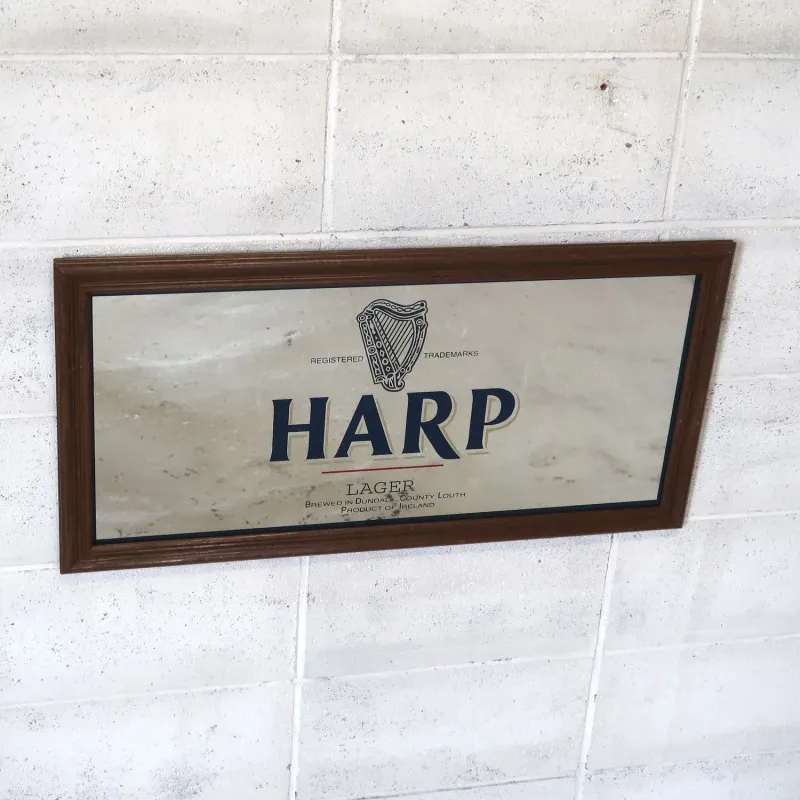 REGISTERED TRADEMARKS
HARP
LAGER
BREWED IN DUNDALK, COUNTY LOUTH
PRODUCT OF IRELAND